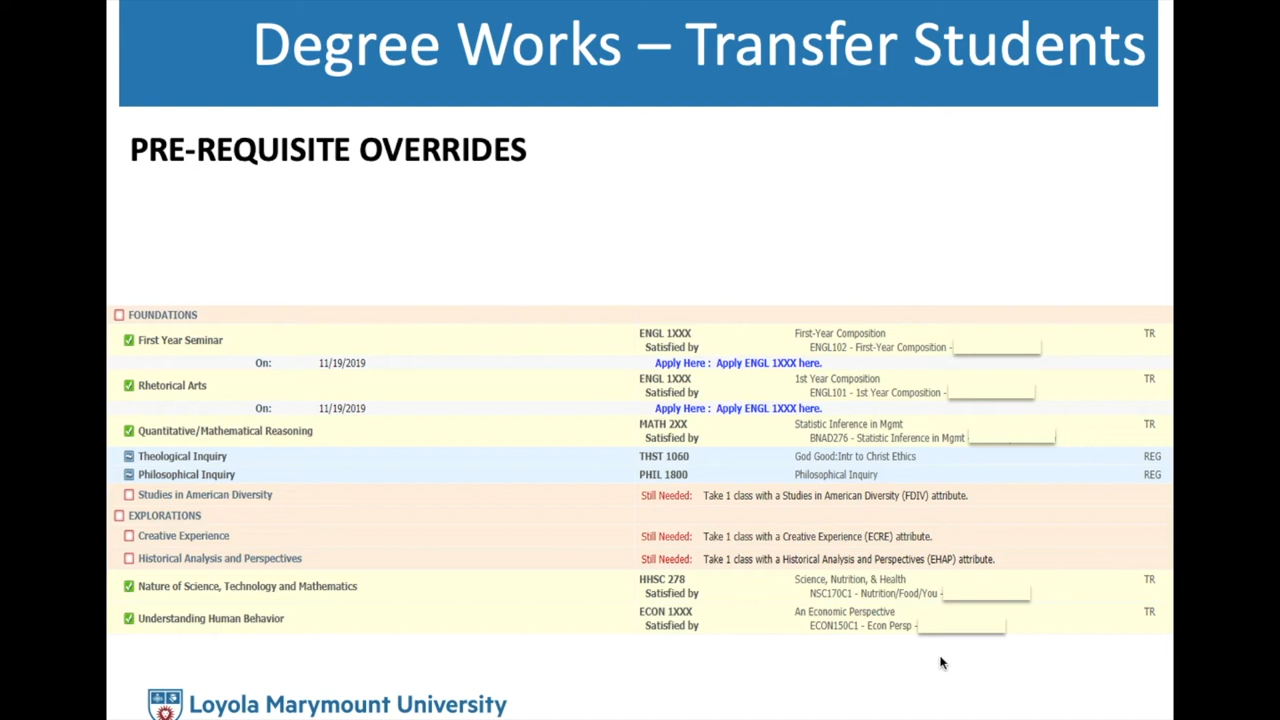 Degree Works – Transfer Students
PRE-REQUISITE OVERRIDES
FOUNDATIONS
First Year Seminar ENGL 1XXX First-Year Composition TR
Satisfied by ENGL102 - First-Year Composition -
On: 11/19/2019 Apply Here : Apply ENGL 1XXX here.
Rhetorical Arts ENGL 1XXX 1st Year Composition TR
Satisfied by ENGL101 - 1st Year Composition -
On: 11/19/2019 Apply Here : Apply ENGL 1XXX here.
Quantitative/Mathematical Reasoning MATH 2XX Statistic Inference in Mgmt TR
Satisfied by BNAD276 - Statistic Inference in Mgmt
Theological Inquiry THST 1060 God Good:Intr to Christ Ethics REG
Philosophical Inquiry PHIL 1800 Philosophical Inquiry REG
Studies in American Diversity Still Needed: Take 1 class with a Studies in American Diversity (FDIV) attribute.
EXPLORATIONS
Creative Experience Still Needed: Take 1 class with a Creative Experience (ECRE) attribute.
Historical Analysis and Perspectives Still Needed: Take 1 class with a Historical Analysis and Perspectives (EHAP) attribute.
Nature of Science, Technology and Mathematics HHSC 278 Science, Nutrition, & Health TR
Satisfied by NSC170C1 - Nutrition/Food/You -
Understanding Human Behavior ECON 1XXX An Economic Perspective TR
Satisfied by ECON150C1 - Econ Persp -
Loyola Marymount University